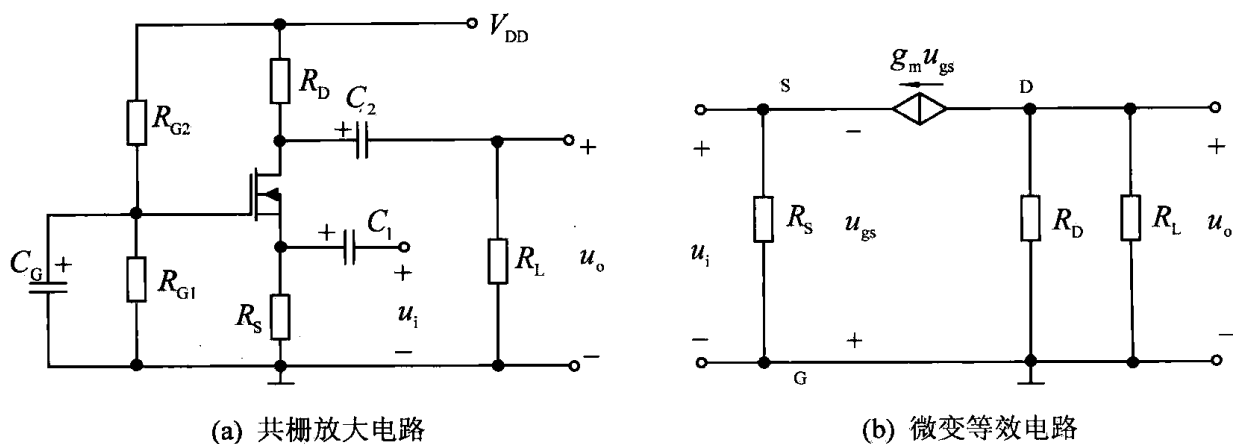 V_DD
R_D
C_2
+
R_G2
+
C_1
+
C_G
+
R_G1
+
R_S
u_i
−
R_L
u_o
−
(a) 共栅放大电路
g_m u_gs
S
D
+
−
+
R_S
u_gs
R_D
R_L
u_i
u_o
−
+
−
G
(b) 微变等效电路